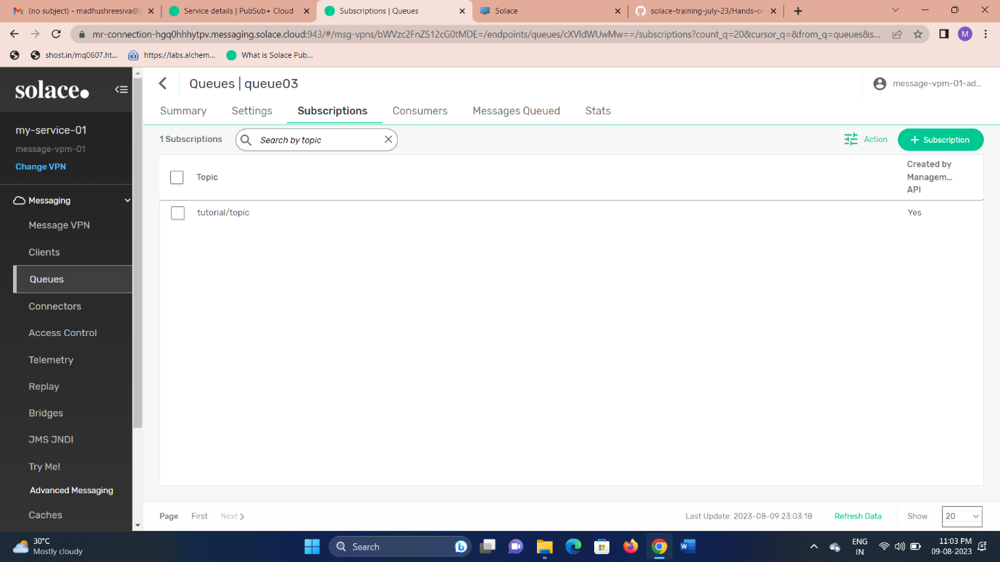 (no subject) - madhushreesiva@g
Service details | PubSub+ Cloud
Subscriptions | Queues
Solace
solace-training-july-23/Hands-on
mr-connection-hgq0hhhytpv.messaging.solace.cloud:943/#/msg-vpns/bWVzc2FnZS12cG0tMDE=/endpoints/queues/cXVldWUwMw==/subscriptions?count_q=20&cursor_q=&from_q=queues&s...
M
shost.in/mq0607.ht...
https://labs.alchem...
What is Solace Pub...
solace.
Queues | queue03
message-vpm-01-ad...
Summary
Settings
Subscriptions
Consumers
Messages Queued
Stats
my-service-01
message-vpm-01
Change VPN
1 Subscriptions
Search by topic
Action
+ Subscription
Topic
Created by
Managem...
API
tutorial/topic
Yes
Messaging
Message VPN
Clients
Queues
Connectors
Access Control
Telemetry
Replay
Bridges
JMS JNDI
Try Me!
Advanced Messaging
Caches
Page
First
Next
Last Update: 2023-08-09 23:03:18
Refresh Data
Show
20
30°C
Mostly cloudy
Search
ENG
IN
11:03 PM
09-08-2023